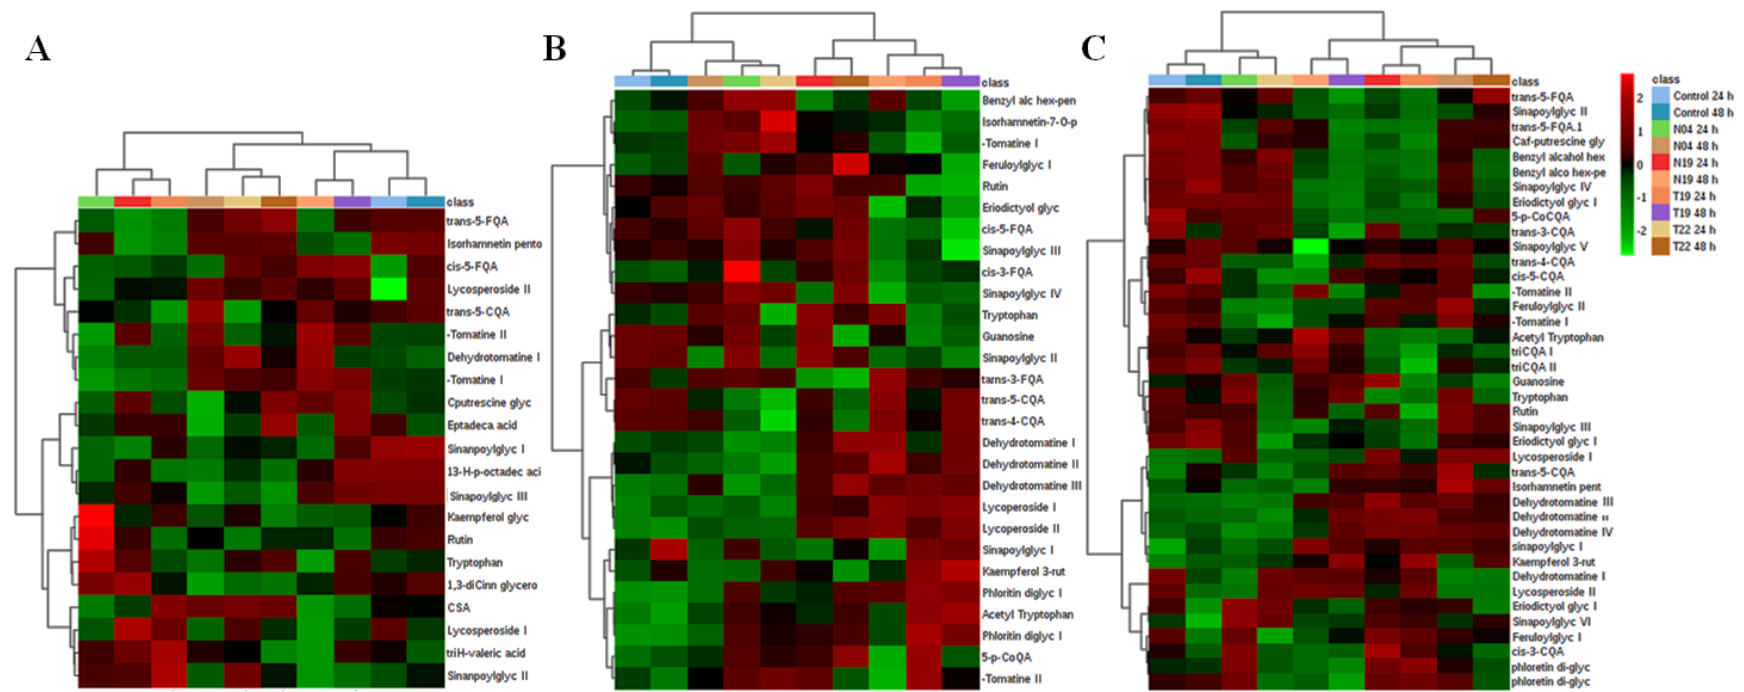 A
class
trans-5-FQA
Isorhamnetin pento
cis-5-FQA
Lycosperoside II
trans-5-CQA
-Tomatine II
Dehydrotomatine I
-Tomatine I
Cputrescine glyc
Eptadeca acid
Sinanpoylglyc I
13-H-p-octadec aci
Sinapoylglyc III
Kaempferol glyc
Rutin
Tryptophan
1,3-diCinn glycero
CSA
Lycosperoside I
triH-valeric acid
Sinanpoylglyc II
B
class
Benzyl alc hex-pen
Isorhamnetin-7-O-p
-Tomatine I
Feruloylglyc I
Rutin
Eriodictyol glyc
cis-5-FQA
Sinapoylglyc III
cis-3-FQA
Sinapoylglyc IV
Tryptophan
Guanosine
Sinapoylglyc II
tarns-3-FQA
trans-5-CQA
trans-4-CQA
Dehydrotomatine I
Dehydrotomatine II
Dehydrotomatine III
Lycoperoside I
Lycoperoside II
Sinapoylglyc I
Kaempferol 3-rut
Phloritin diglyc I
Acetyl Tryptophan
Phloritin diglyc I
5-p-CoQA
-Tomatine II
C
class
trans-5-FQA
Sinapoylglyc II
trans-5-FQA.1
Caf-putrescine gly
Benzyl alcahol hex
Benzyl alco hex-pe
Sinapoylglyc IV
Eriodictyol glyc I
5-p-CoCQA
trans-3-CQA
Sinapoylglyc V
trans-4-CQA
cis-5-CQA
-Tomatine II
Feruloylglyc II
-Tomatine I
Acetyl Tryptophan
triCQA I
triCQA II
Guanosine
Tryptophan
Rutin
Sinapoylglyc III
Eriodictyol glyc I
Lycosperoside I
trans-5-CQA
Isorhamnetin pent
Dehydrotomatine III
Dehydrotomatine II
Dehydrotomatine IV
sinapoylglyc I
Kaempferol 3-rut
Dehydrotomatine I
Lycosperoside II
Eriodictyol glyc I
Sinapoylglyc VI
Feruloylglyc I
cis-3-CQA
phloretin di-glyc
phloretin di-glyc
2
1
0
-1
-2
class
Control 24 h
Control 48 h
N04 24 h
N04 48 h
N19 24 h
N19 48 h
T19 24 h
T19 48 h
T22 24 h
T22 48 h